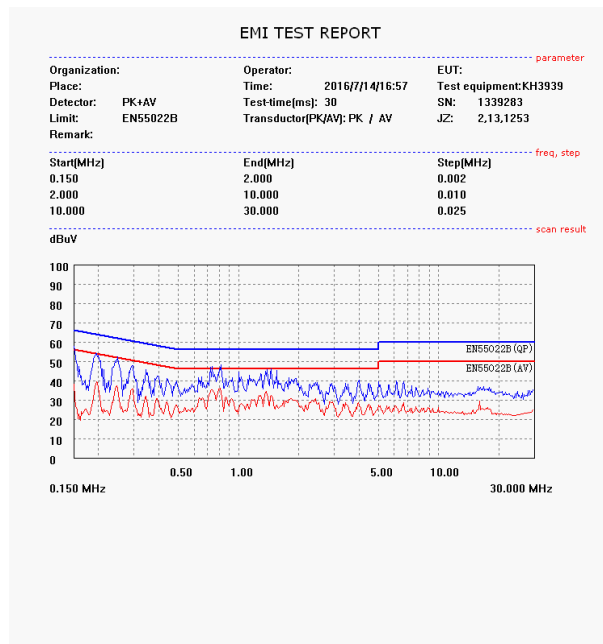 EMI TEST REPORT
parameter
Organization: Operator: EUT:
Place: Time: 2016/7/14/16:57 Test equipment:KH3939
Detector: PK+AV Test-time(ms): 30 SN: 1339283
Limit: EN55022B Transductor(PK/AV): PK / AV JZ: 2,13,1253
Remark:
freq, step
Start(MHz) End(MHz) Step(MHz)
0.150 2.000 0.002
2.000 10.000 0.010
10.000 30.000 0.025
scan result
dBuV
100
90
80
70
60
EN55022B(QP)
50
EN55022B(AV)
40
30
20
10
0
0.50 1.00 5.00 10.00
0.150 MHz 30.000 MHz